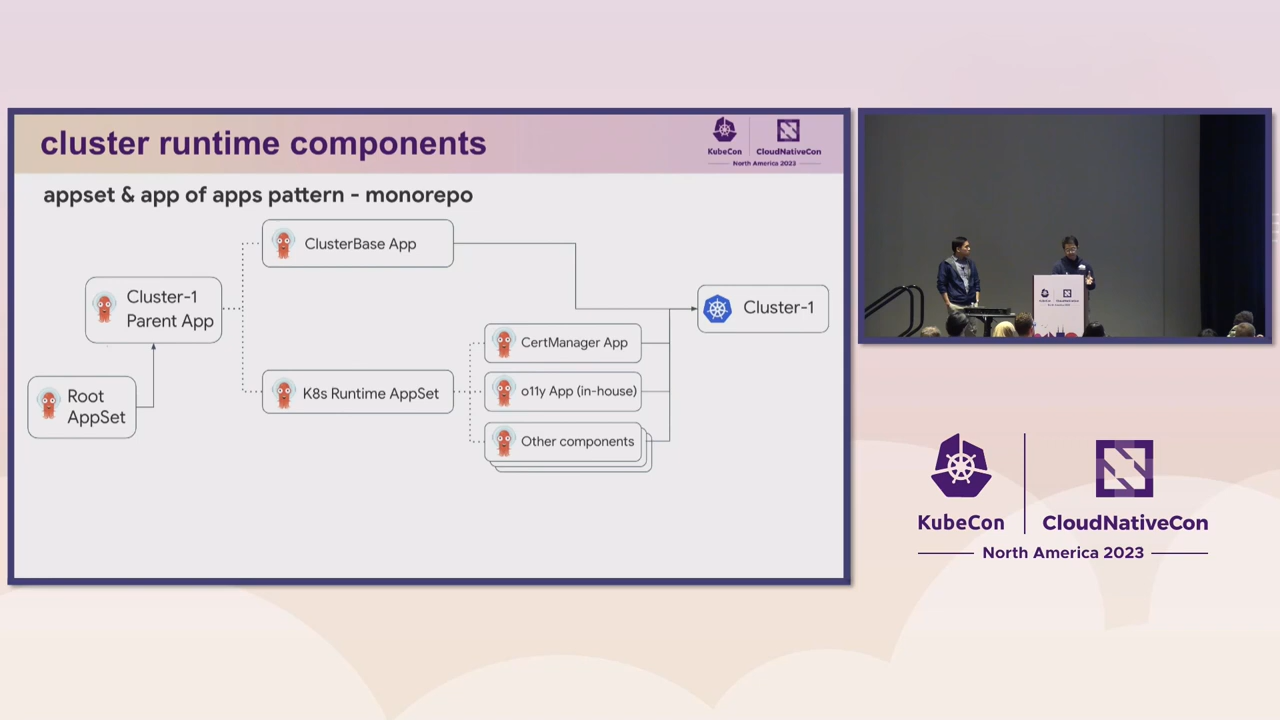 cluster runtime components
KubeCon
CloudNativeCon
North America 2023
appset & app of apps pattern - monorepo
ClusterBase App
Cluster-1
Parent App
Cluster-1
CertManager App
Root
AppSet
K8s Runtime AppSet
o11y App (in-house)
Other components
KubeCon
CloudNativeCon
North America 2023